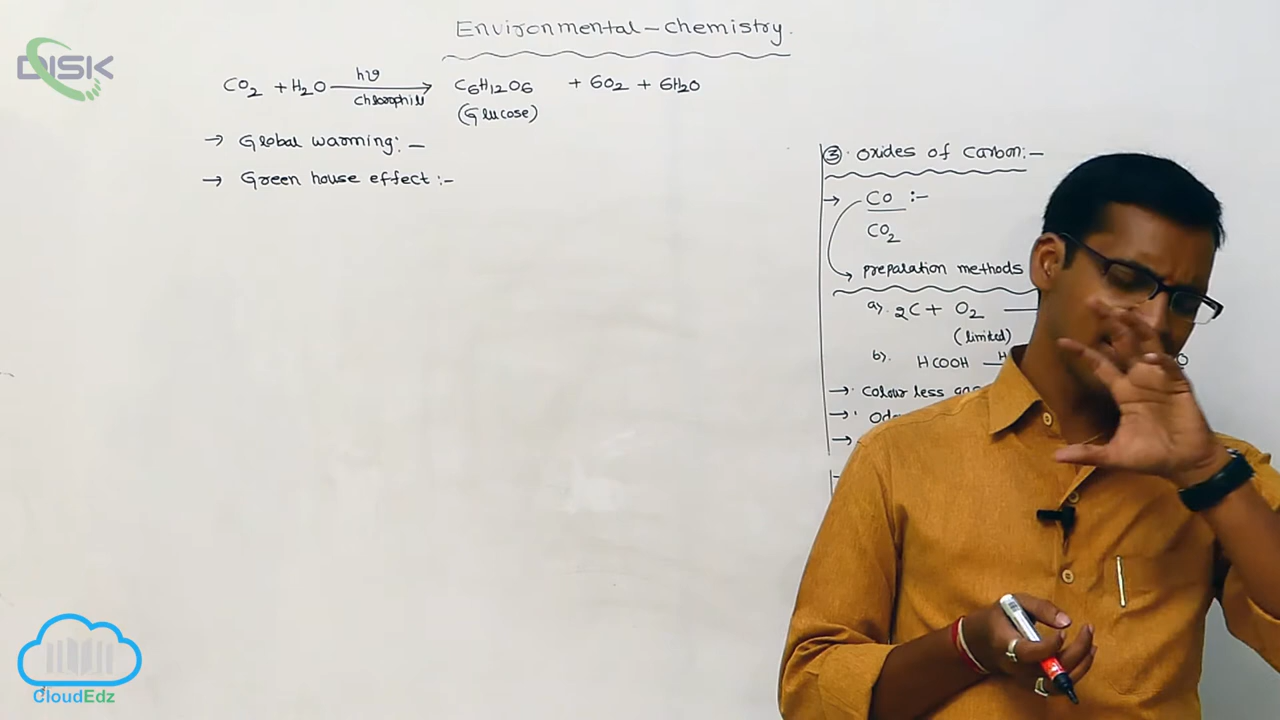 Environmental-chemistry.
DISK
CO2 + H2O hν Chlorophill C6H12O6 + 6O2 + 6H2O
(Glucose)
→ Global warming:-
→ Green house effect :-
③. Oxides of Carbon:-
→ CO :-
CO2
preparation methods
a). 2C + O2
(limited)
b). HCOOH H O
→. Colour less
→.
→
CloudEdz